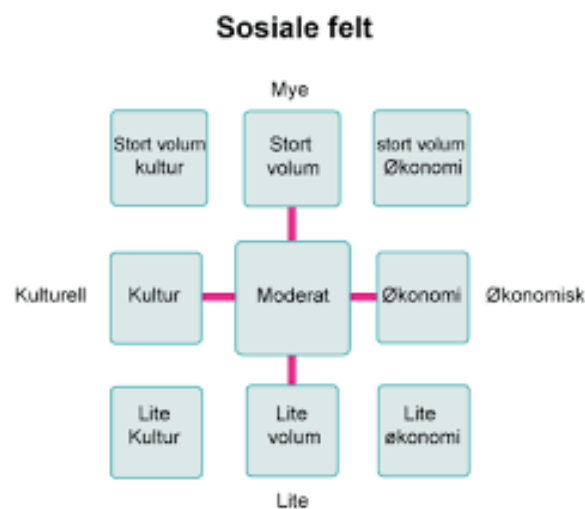 Sosiale felt
Mye
Stort volum
kultur
Stort
volum
stort volum
Økonomi
Kulturell
Kultur
Moderat
Økonomi
Økonomisk
Lite
Kultur
Lite
volum
Lite
økonomi
Lite